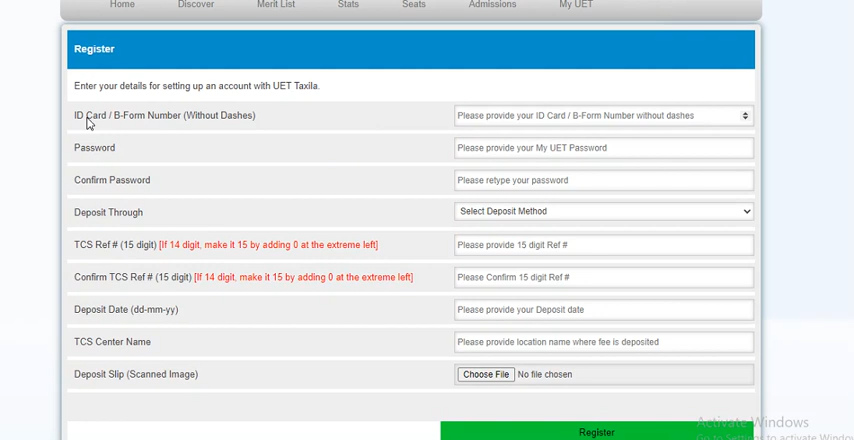 Home Discover Merit List Stats Seats Admissions My UET
Register
Enter your details for setting up an account with UET Taxila.
ID Card / B-Form Number (Without Dashes) Please provide your ID Card / B-Form Number without dashes
Password Please provide your My UET Password
Confirm Password Please retype your password
Deposit Through Select Deposit Method
TCS Ref # (15 digit) [If 14 digit, make it 15 by adding 0 at the extreme left] Please provide 15 digit Ref #
Confirm TCS Ref # (15 digit) [If 14 digit, make it 15 by adding 0 at the extreme left] Please Confirm 15 digit Ref #
Deposit Date (dd-mm-yy) Please provide your Deposit date
TCS Center Name Please provide location name where fee is deposited
Deposit Slip (Scanned Image) Choose File No file chosen
Activate Windows
Register
Go to Settings to activate Windows